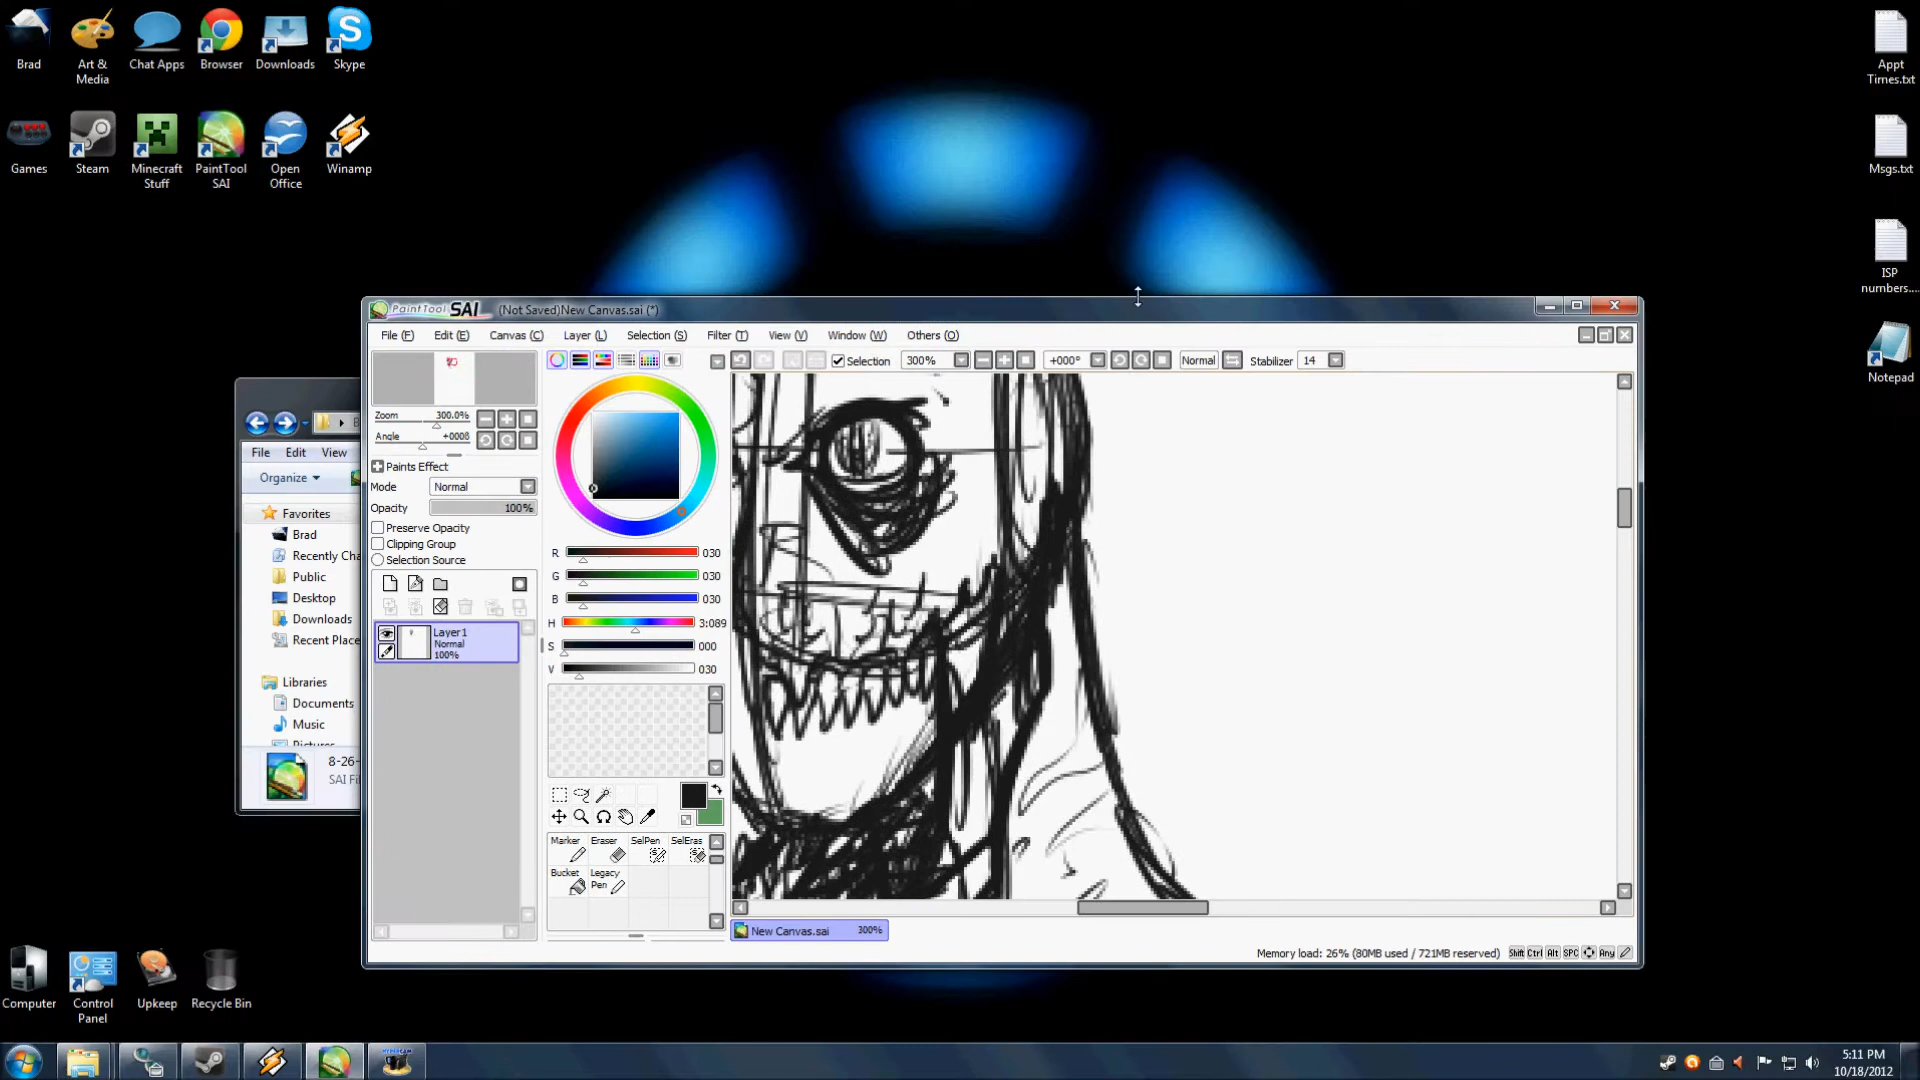 Brad
Art &
Media
Chat Apps
Browser
Downloads
Skype
Appt
Times.txt
Games
Steam
Minecraft
Stuff
PaintTool
SAI
Open
Office
Winamp
Msgs.txt
ISP
numbers....
Notepad
PaintTool SAI
(Not Saved)New Canvas.sai (*)
File (F)
Edit (E)
Canvas (C)
Layer (L)
Selection (S)
Filter (T)
View (V)
Window (W)
Others (O)
Selection
300%
+000°
Normal
Stabilizer
14
Zoom
300.0%
Angle
+000°
Paints Effect
Mode
Normal
Opacity
100%
Preserve Opacity
Clipping Group
Selection Source
Layer1
Normal
100%
R
030
G
030
B
030
H
3:089
S
000
V
030
Marker
Eraser
SelPen
SelEras
Bucket
Legacy
Pen
New Canvas.sai
300%
Memory load: 26% (80MB used / 721MB reserved)
Shift Ctrl Alt SPC Any
File
Edit
View
Organize
Favorites
Brad
Recently Cha
Public
Desktop
Downloads
Recent Place
Libraries
Documents
Music
Pictures
8-26-
SAI Fil
Computer
Control
Panel
Upkeep
Recycle Bin
HYPERCAM
5:11 PM
10/18/2012